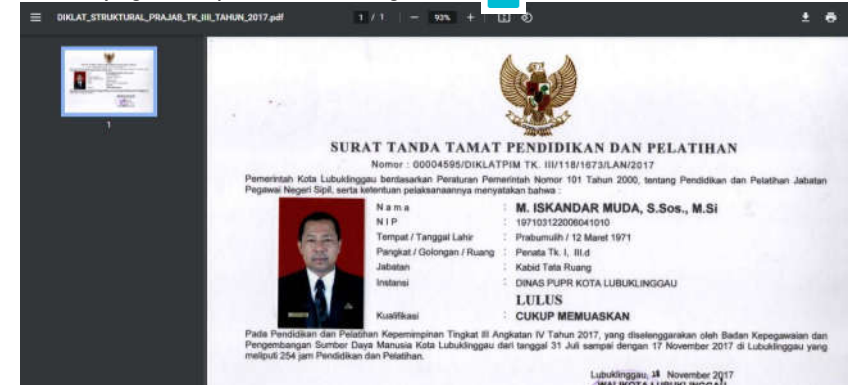 DIKLAT_STRUKTURAL_PRAJAB_TK_III_TAHUN_2017.pdf
1 / 1
93%
1
SURAT TANDA TAMAT PENDIDIKAN DAN PELATIHAN
Nomor : 00004595/DIKLATPIM TK. III/118/1673/LAN/2017
Pemerintah Kota Lubuklinggau berdasarkan Peraturan Pemerintah Nomor 101 Tahun 2000, tentang Pendidikan dan Pelatihan Jabatan
Pegawai Negeri Sipil, serta ketentuan pelaksanaannya menyatakan bahwa :
Nama : M. ISKANDAR MUDA, S.Sos., M.Si
NIP : 197103122006041010
Tempat / Tanggal Lahir : Prabumulih / 12 Maret 1971
Pangkat / Golongan / Ruang : Penata Tk. I, III.d
Jabatan : Kabid Tata Ruang
Instansi : DINAS PUPR KOTA LUBUKLINGGAU
LULUS
Kualifikasi : CUKUP MEMUASKAN
Pada Pendidikan dan Pelatihan Kepemimpinan Tingkat III Angkatan IV Tahun 2017, yang diselenggarakan oleh Badan Kepegawaian dan
Pengembangan Sumber Daya Manusia Kota Lubuklinggau dari tanggal 31 Juli sampai dengan 17 November 2017 di Lubuklinggau yang
meliputi 254 jam Pendidikan dan Pelatihan.
Lubuklinggau, November 2017
WALIKOTA LUBUKLINGGAU